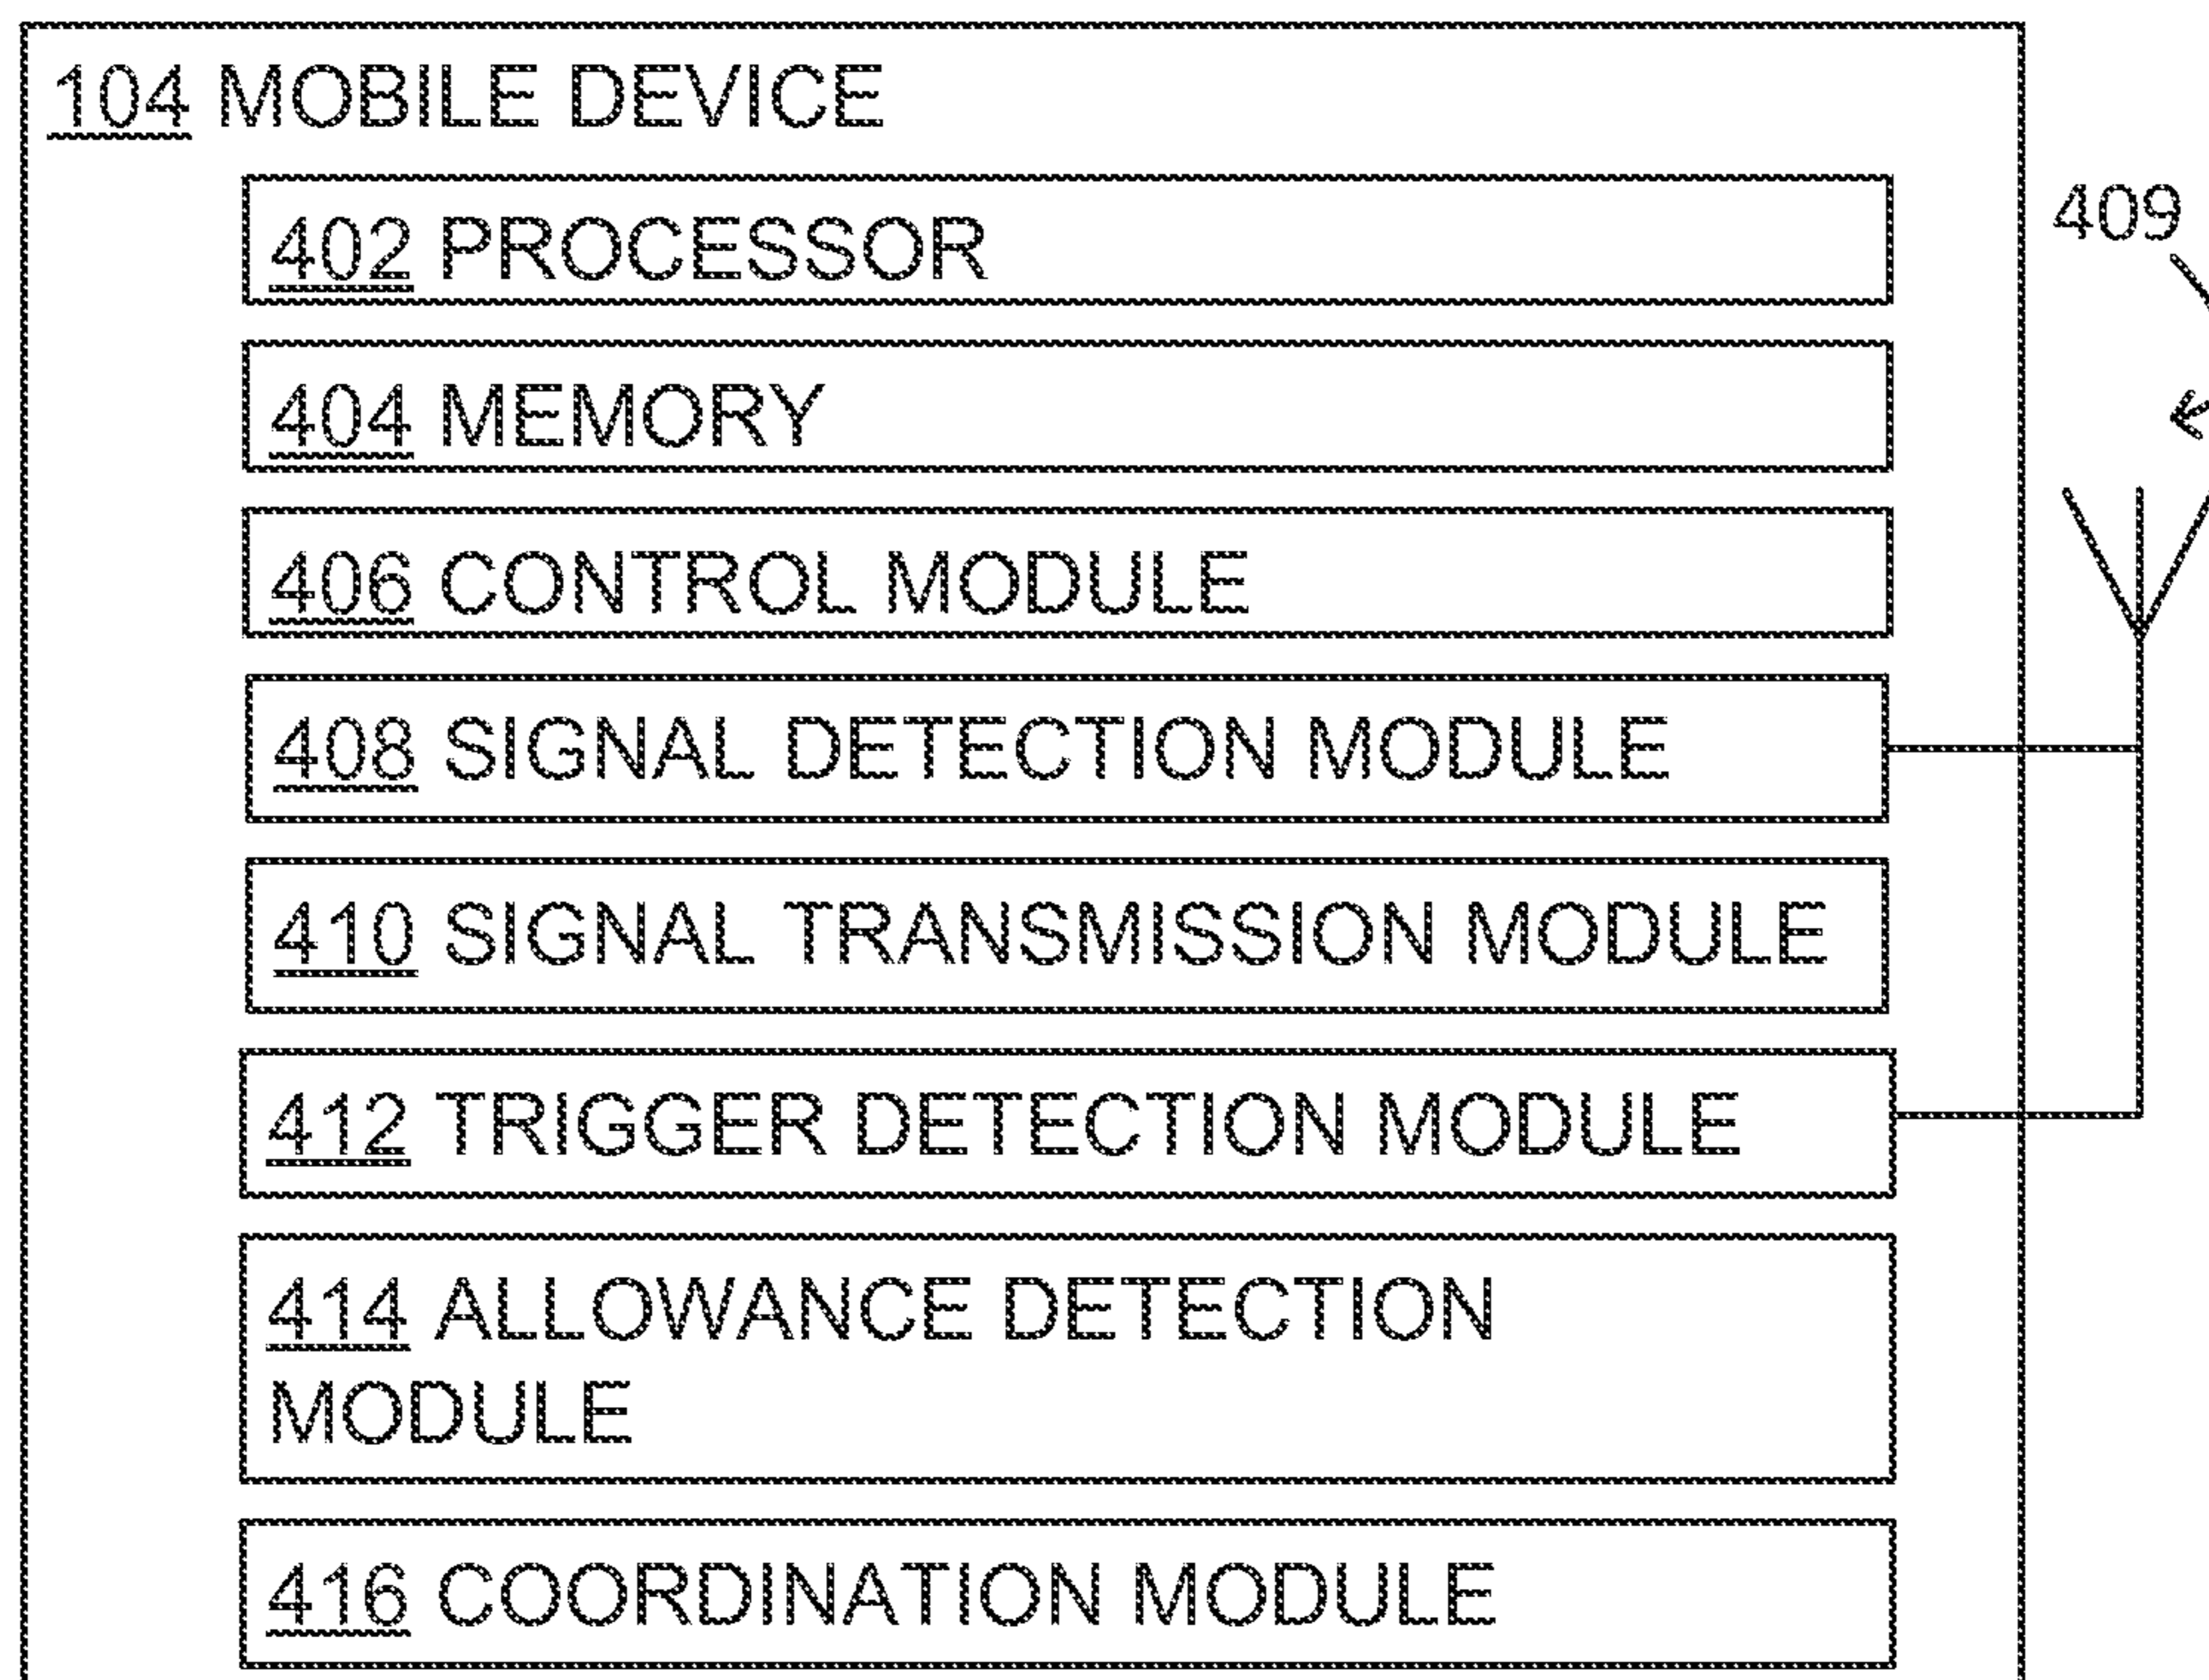 104 MOBILE DEVICE
402 PROCESSOR
409
404 MEMORY
406 CONTROL MODULE
408 SIGNAL DETECTION MODULE
410 SIGNAL TRANSMISSION MODULE
412 TRIGGER DETECTION MODULE
414 ALLOWANCE DETECTION
MODULE
416 COORDINATION MODULE